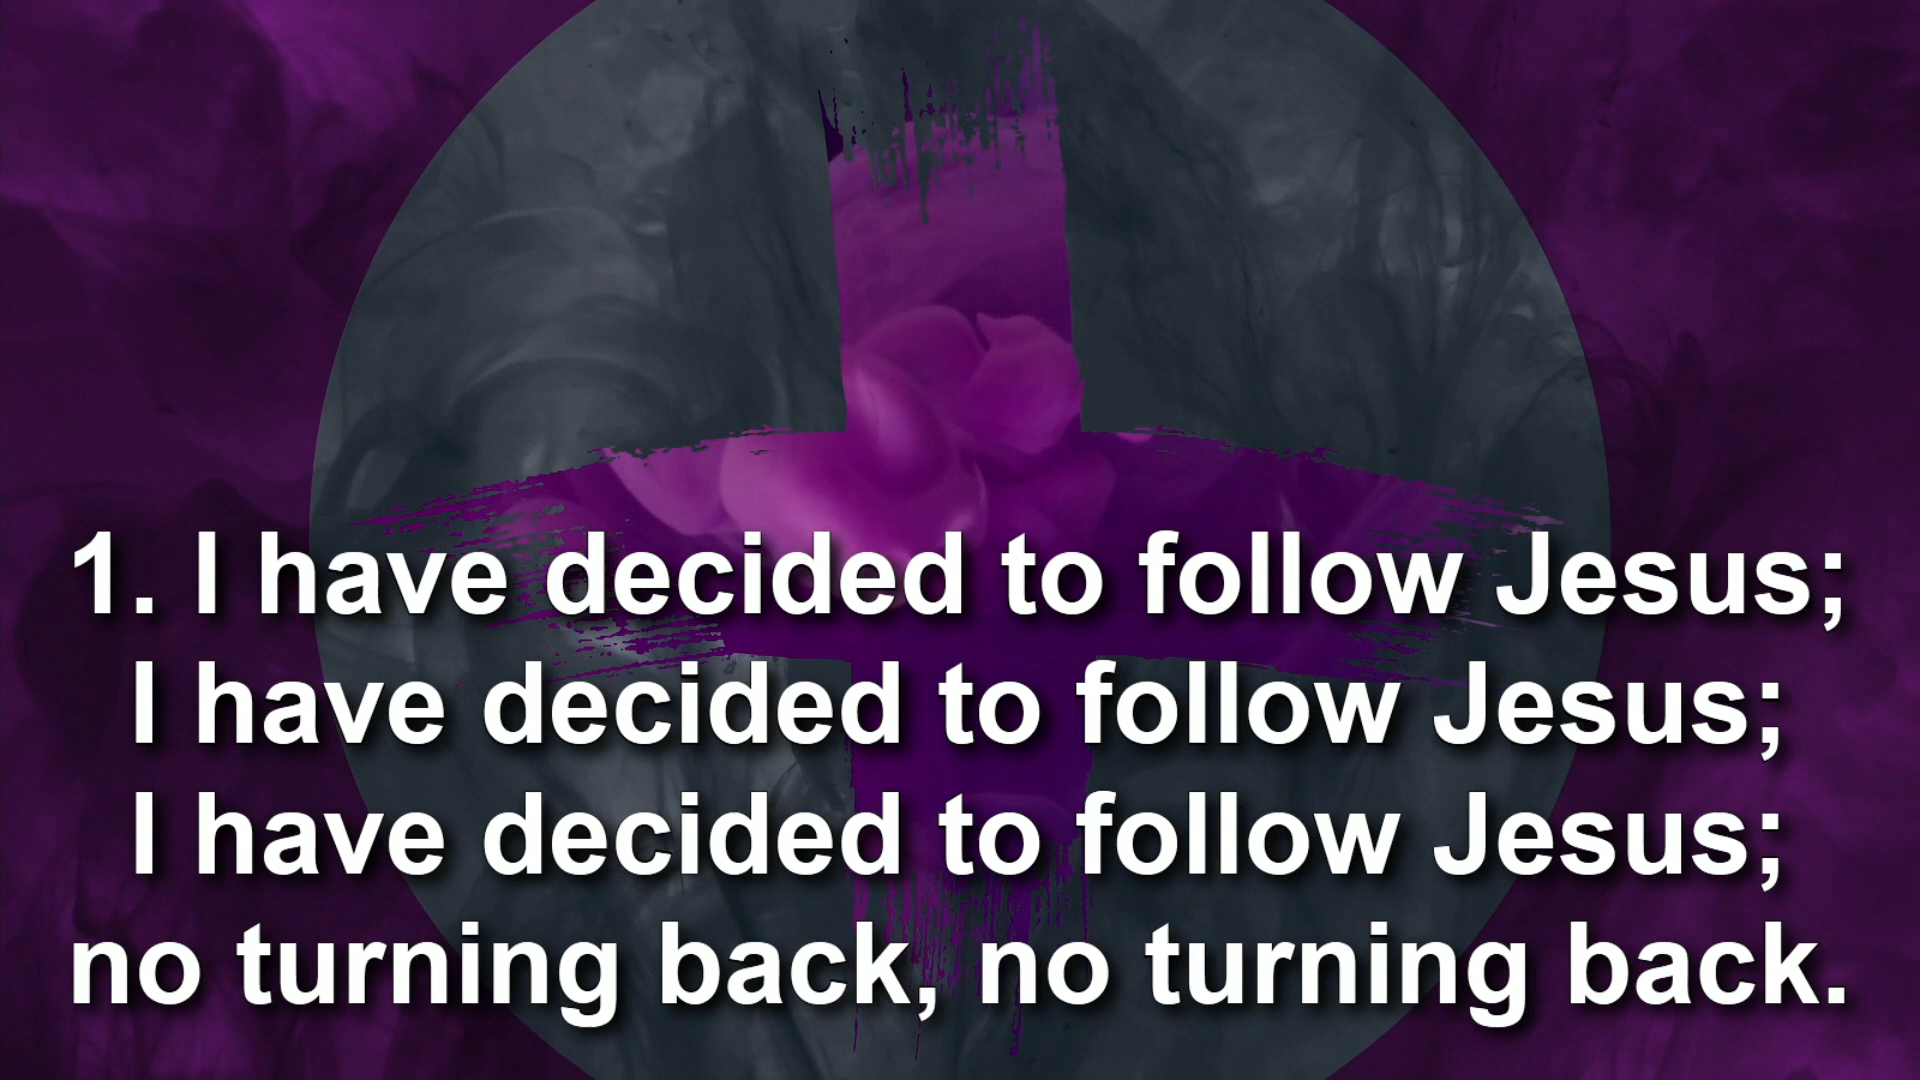 1. I have decided to follow Jesus;
I have decided to follow Jesus;
I have decided to follow Jesus;
no turning back, no turning back.